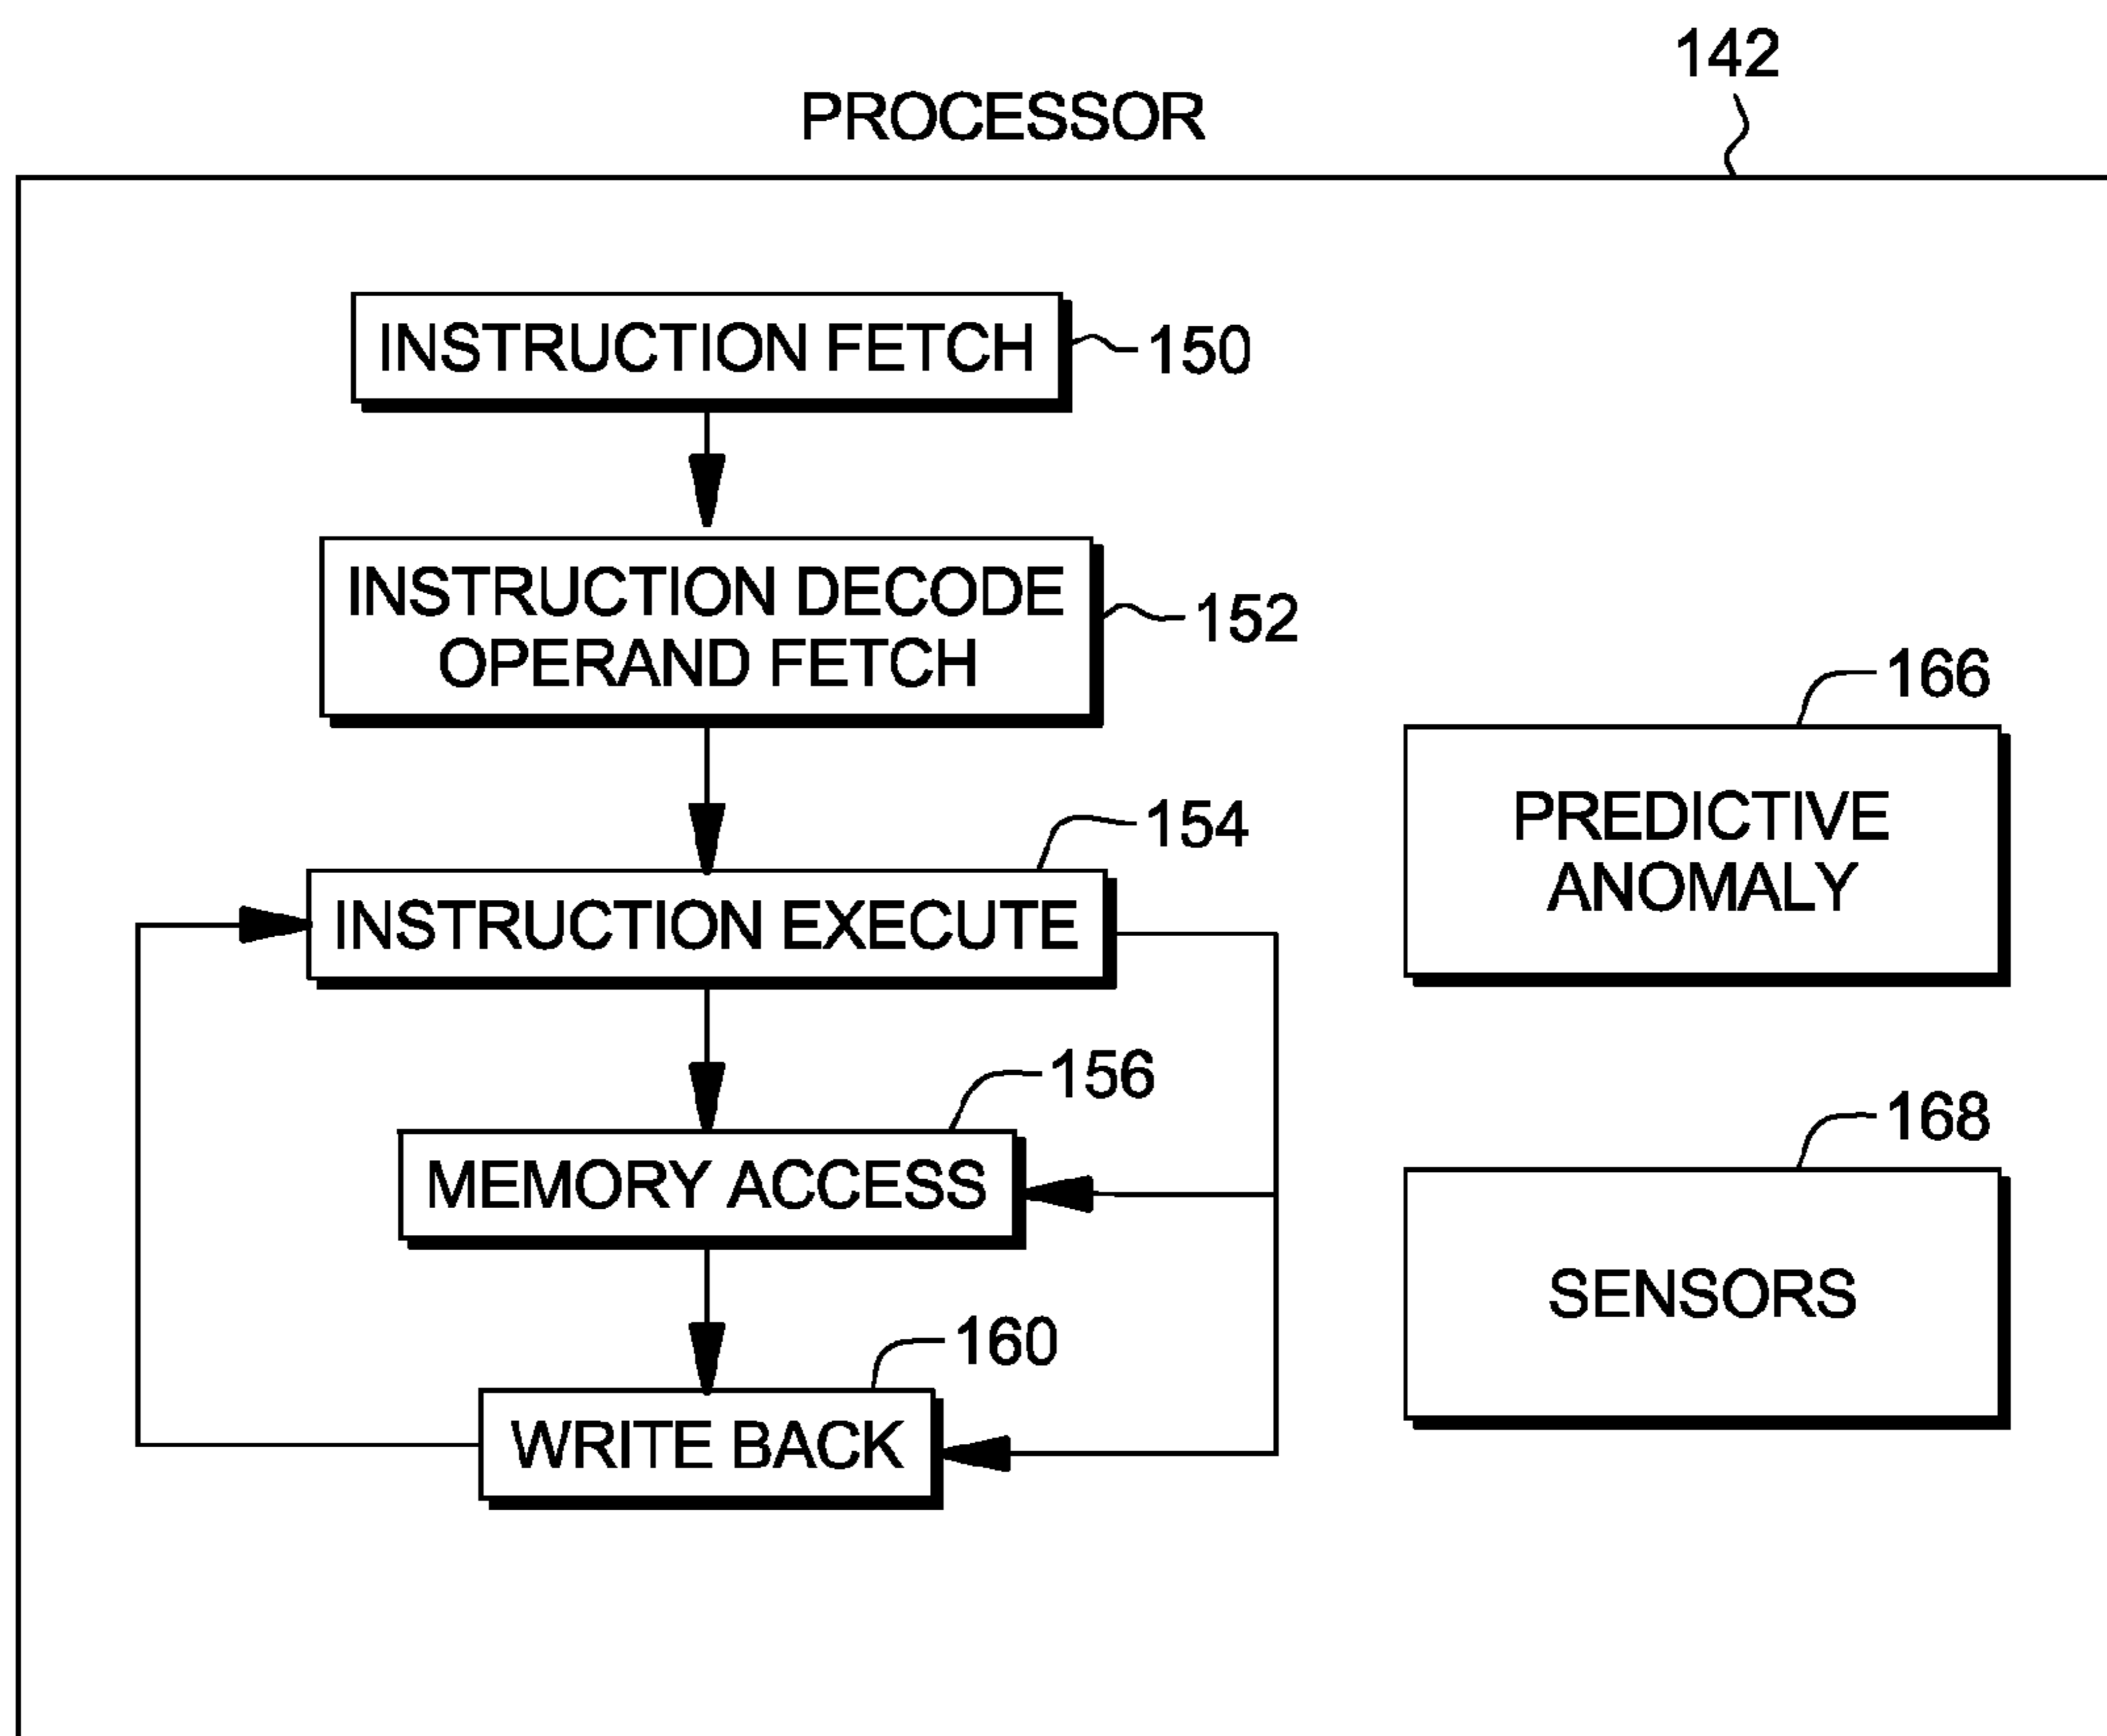 142
PROCESSOR
INSTRUCTION FETCH
150
INSTRUCTION DECODE
OPERAND FETCH
152
166
PREDICTIVE
ANOMALY
154
INSTRUCTION EXECUTE
156
MEMORY ACCESS
168
SENSORS
160
WRITE BACK